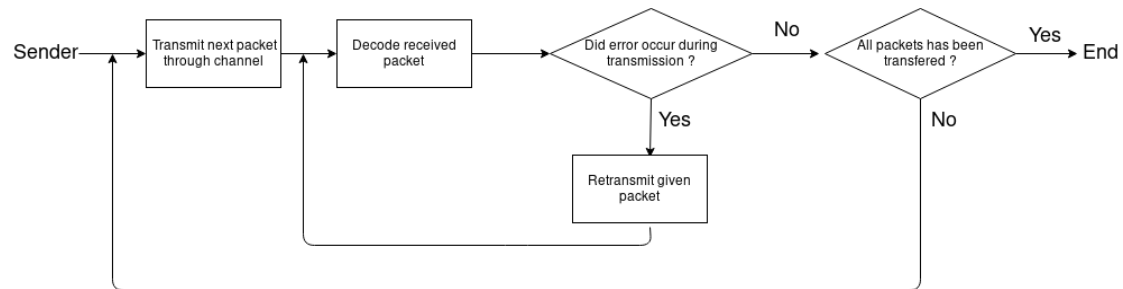 Sender
Transmit next packet
through channel
Decode received
packet
Did error occur during
transmission ?
No
All packets has been
transfered ?
Yes
End
Yes
No
Retransmit given
packet